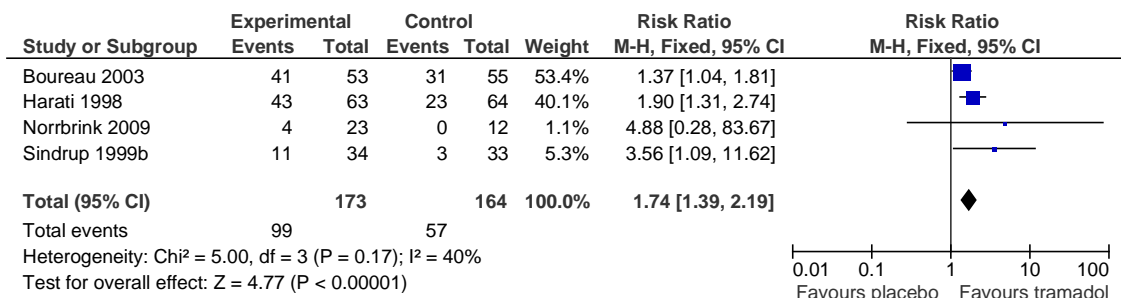 Experimental Control Risk Ratio Risk Ratio
Study or Subgroup Events Total Events Total Weight M-H, Fixed, 95% CI M-H, Fixed, 95% CI
Boureau 2003 41 53 31 55 53.4% 1.37 [1.04, 1.81]
Harati 1998 43 63 23 64 40.1% 1.90 [1.31, 2.74]
Norrbrink 2009 4 23 0 12 1.1% 4.88 [0.28, 83.67]
Sindrup 1999b 11 34 3 33 5.3% 3.56 [1.09, 11.62]
Total (95% CI) 173 164 100.0% 1.74 [1.39, 2.19]
Total events 99 57
Heterogeneity: Chi² = 5.00, df = 3 (P = 0.17); I² = 40%
Test for overall effect: Z = 4.77 (P < 0.00001)
0.01 0.1 1 10 100
Favours placebo Favours tramadol